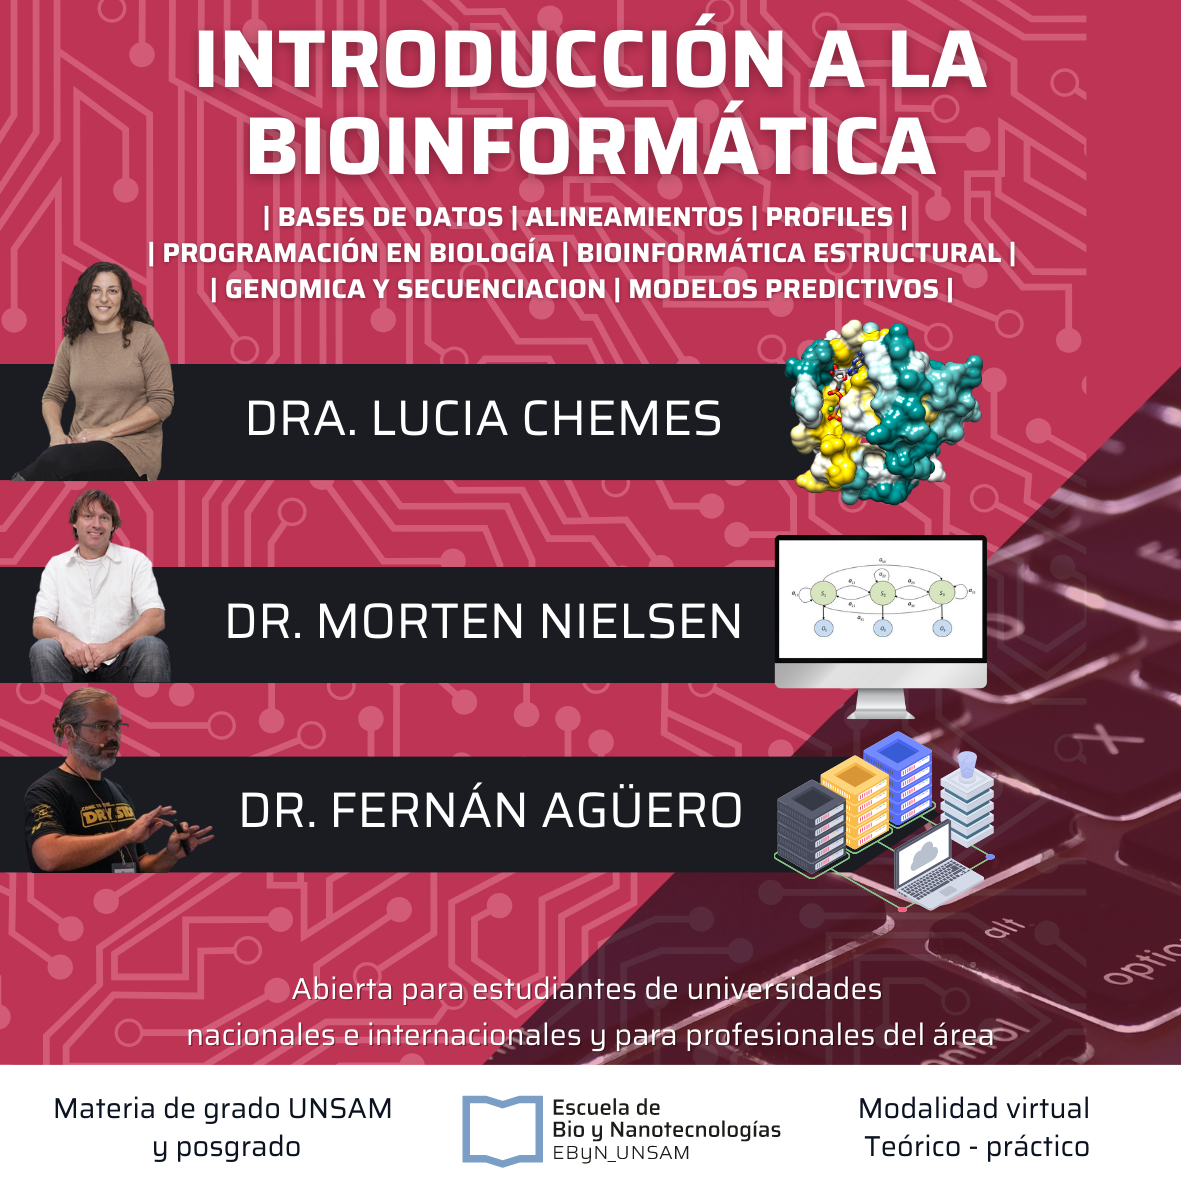 INTRODUCCIÓN A LA
BIOINFORMÁTICA
| BASES DE DATOS | ALINEAMIENTOS | PROFILES |
| PROGRAMACIÓN EN BIOLOGÍA | BIOINFORMÁTICA ESTRUCTURAL |
| GENOMICA Y SECUENCIACION | MODELOS PREDICTIVOS |
DRA. LUCIA CHEMES
DR. MORTEN NIELSEN
DR. FERNÁN AGÜERO
X
alt
Abierta para estudiantes de universidades
nacionales e internacionales y para profesionales del área
Materia de grado UNSAM
y posgrado
Escuela de
Bio y Nanotecnologías
EByN_UNSAM
Modalidad virtual
Teórico - práctico